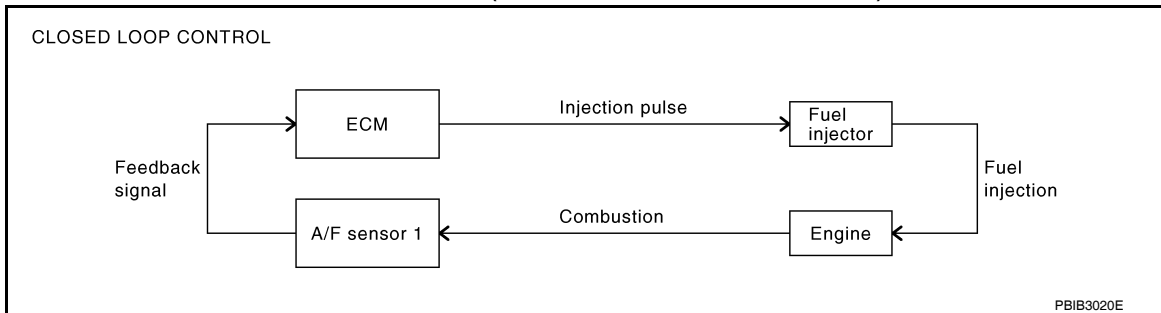 CLOSED LOOP CONTROL
ECM
Injection pulse
Fuel
injector
Feedback
signal
Fuel
injection
A/F sensor 1
Combustion
Engine
PBIB3020E